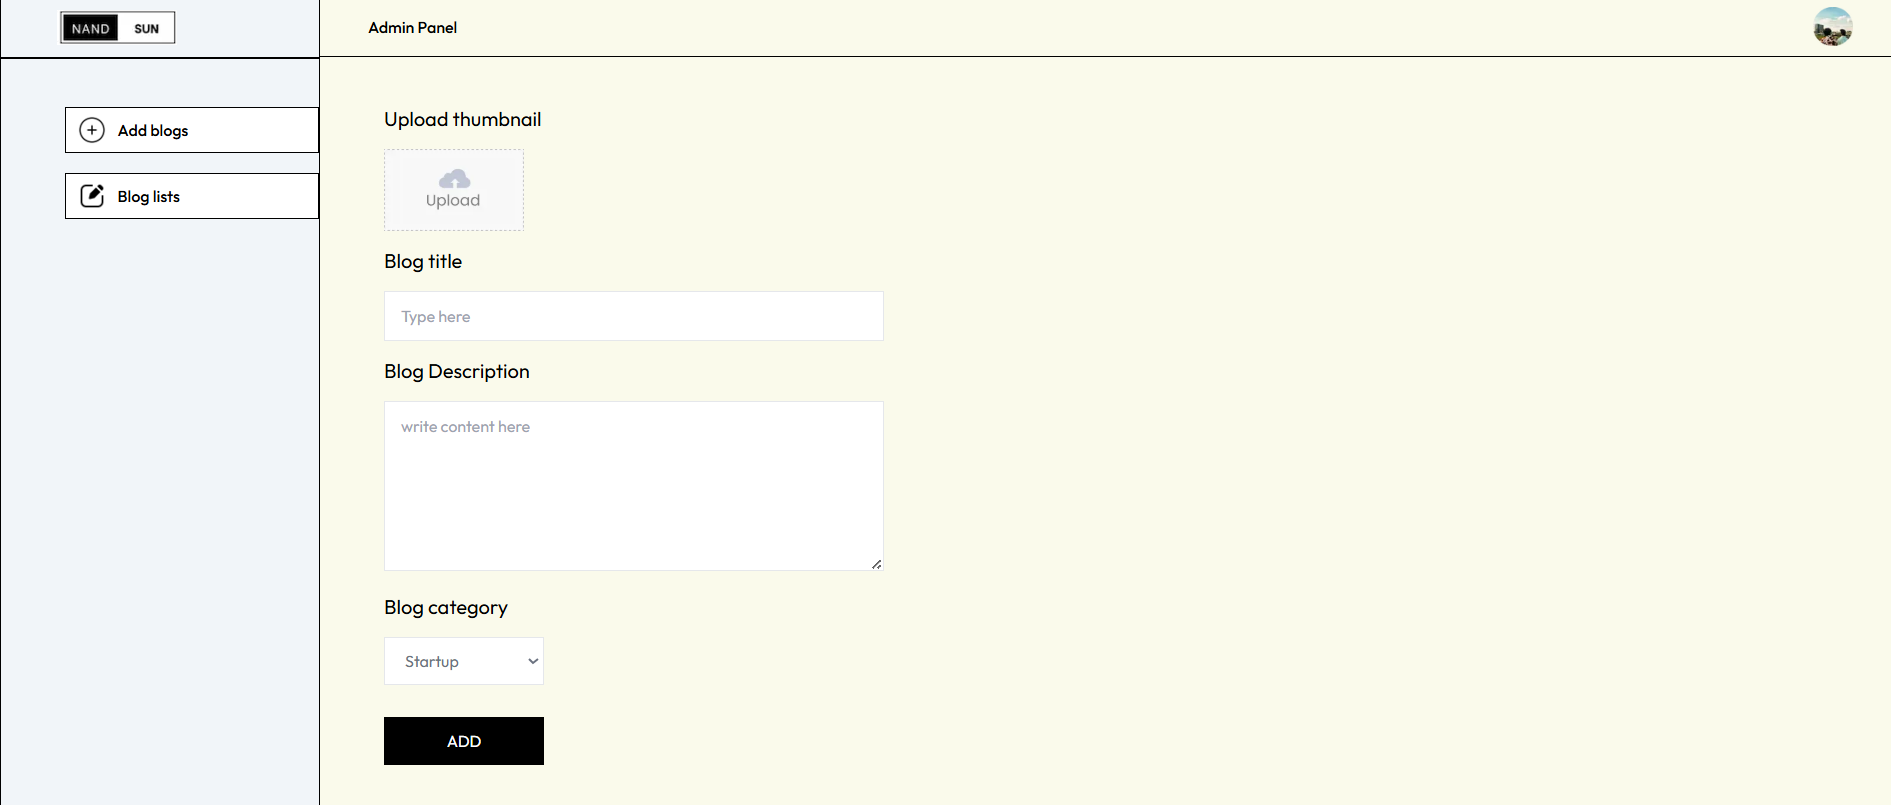 NAND SUN
Admin Panel
Add blogs
Blog lists
Upload thumbnail
Upload
Blog title
Type here
Blog Description
write content here
Blog category
Startup
ADD